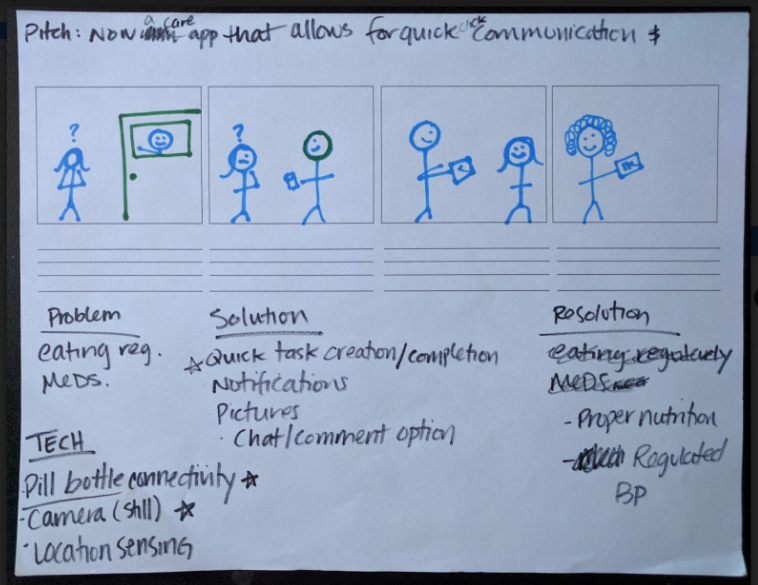 Pitch: NOW a care app that allows for quick communication &
?
?
Problem
eating reg.
MeDS.
Solution
☆Quick task creation/completion
Notifications
Pictures
· Chat/comment option
Resolution
eating regularly
MeDS
- Proper nutrition
- Regulated
BP
TECH
Pill bottle connectivity ☆
-Camera (still) ☆
·Location sensing